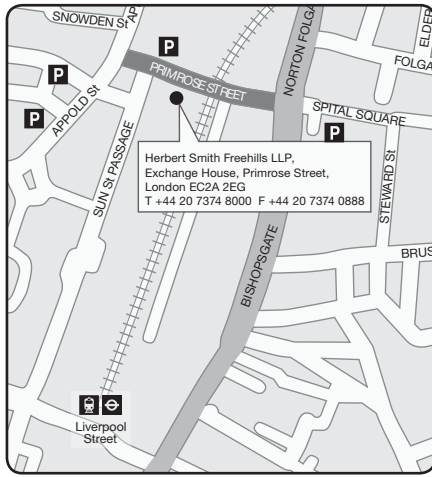 SNOWDEN St
AP
P
NORTON FOLGA
ELDER
FOLGA
P
PRIMROSE STREET
P
APPOLD St
SPITAL SQUARE
P
SUN St PASSAGE
Herbert Smith Freehills LLP,
Exchange House, Primrose Street,
London EC2A 2EG
T +44 20 7374 8000 F +44 20 7374 0888
STEWARD St
BRUS
BISHOPSGATE
Liverpool
Street